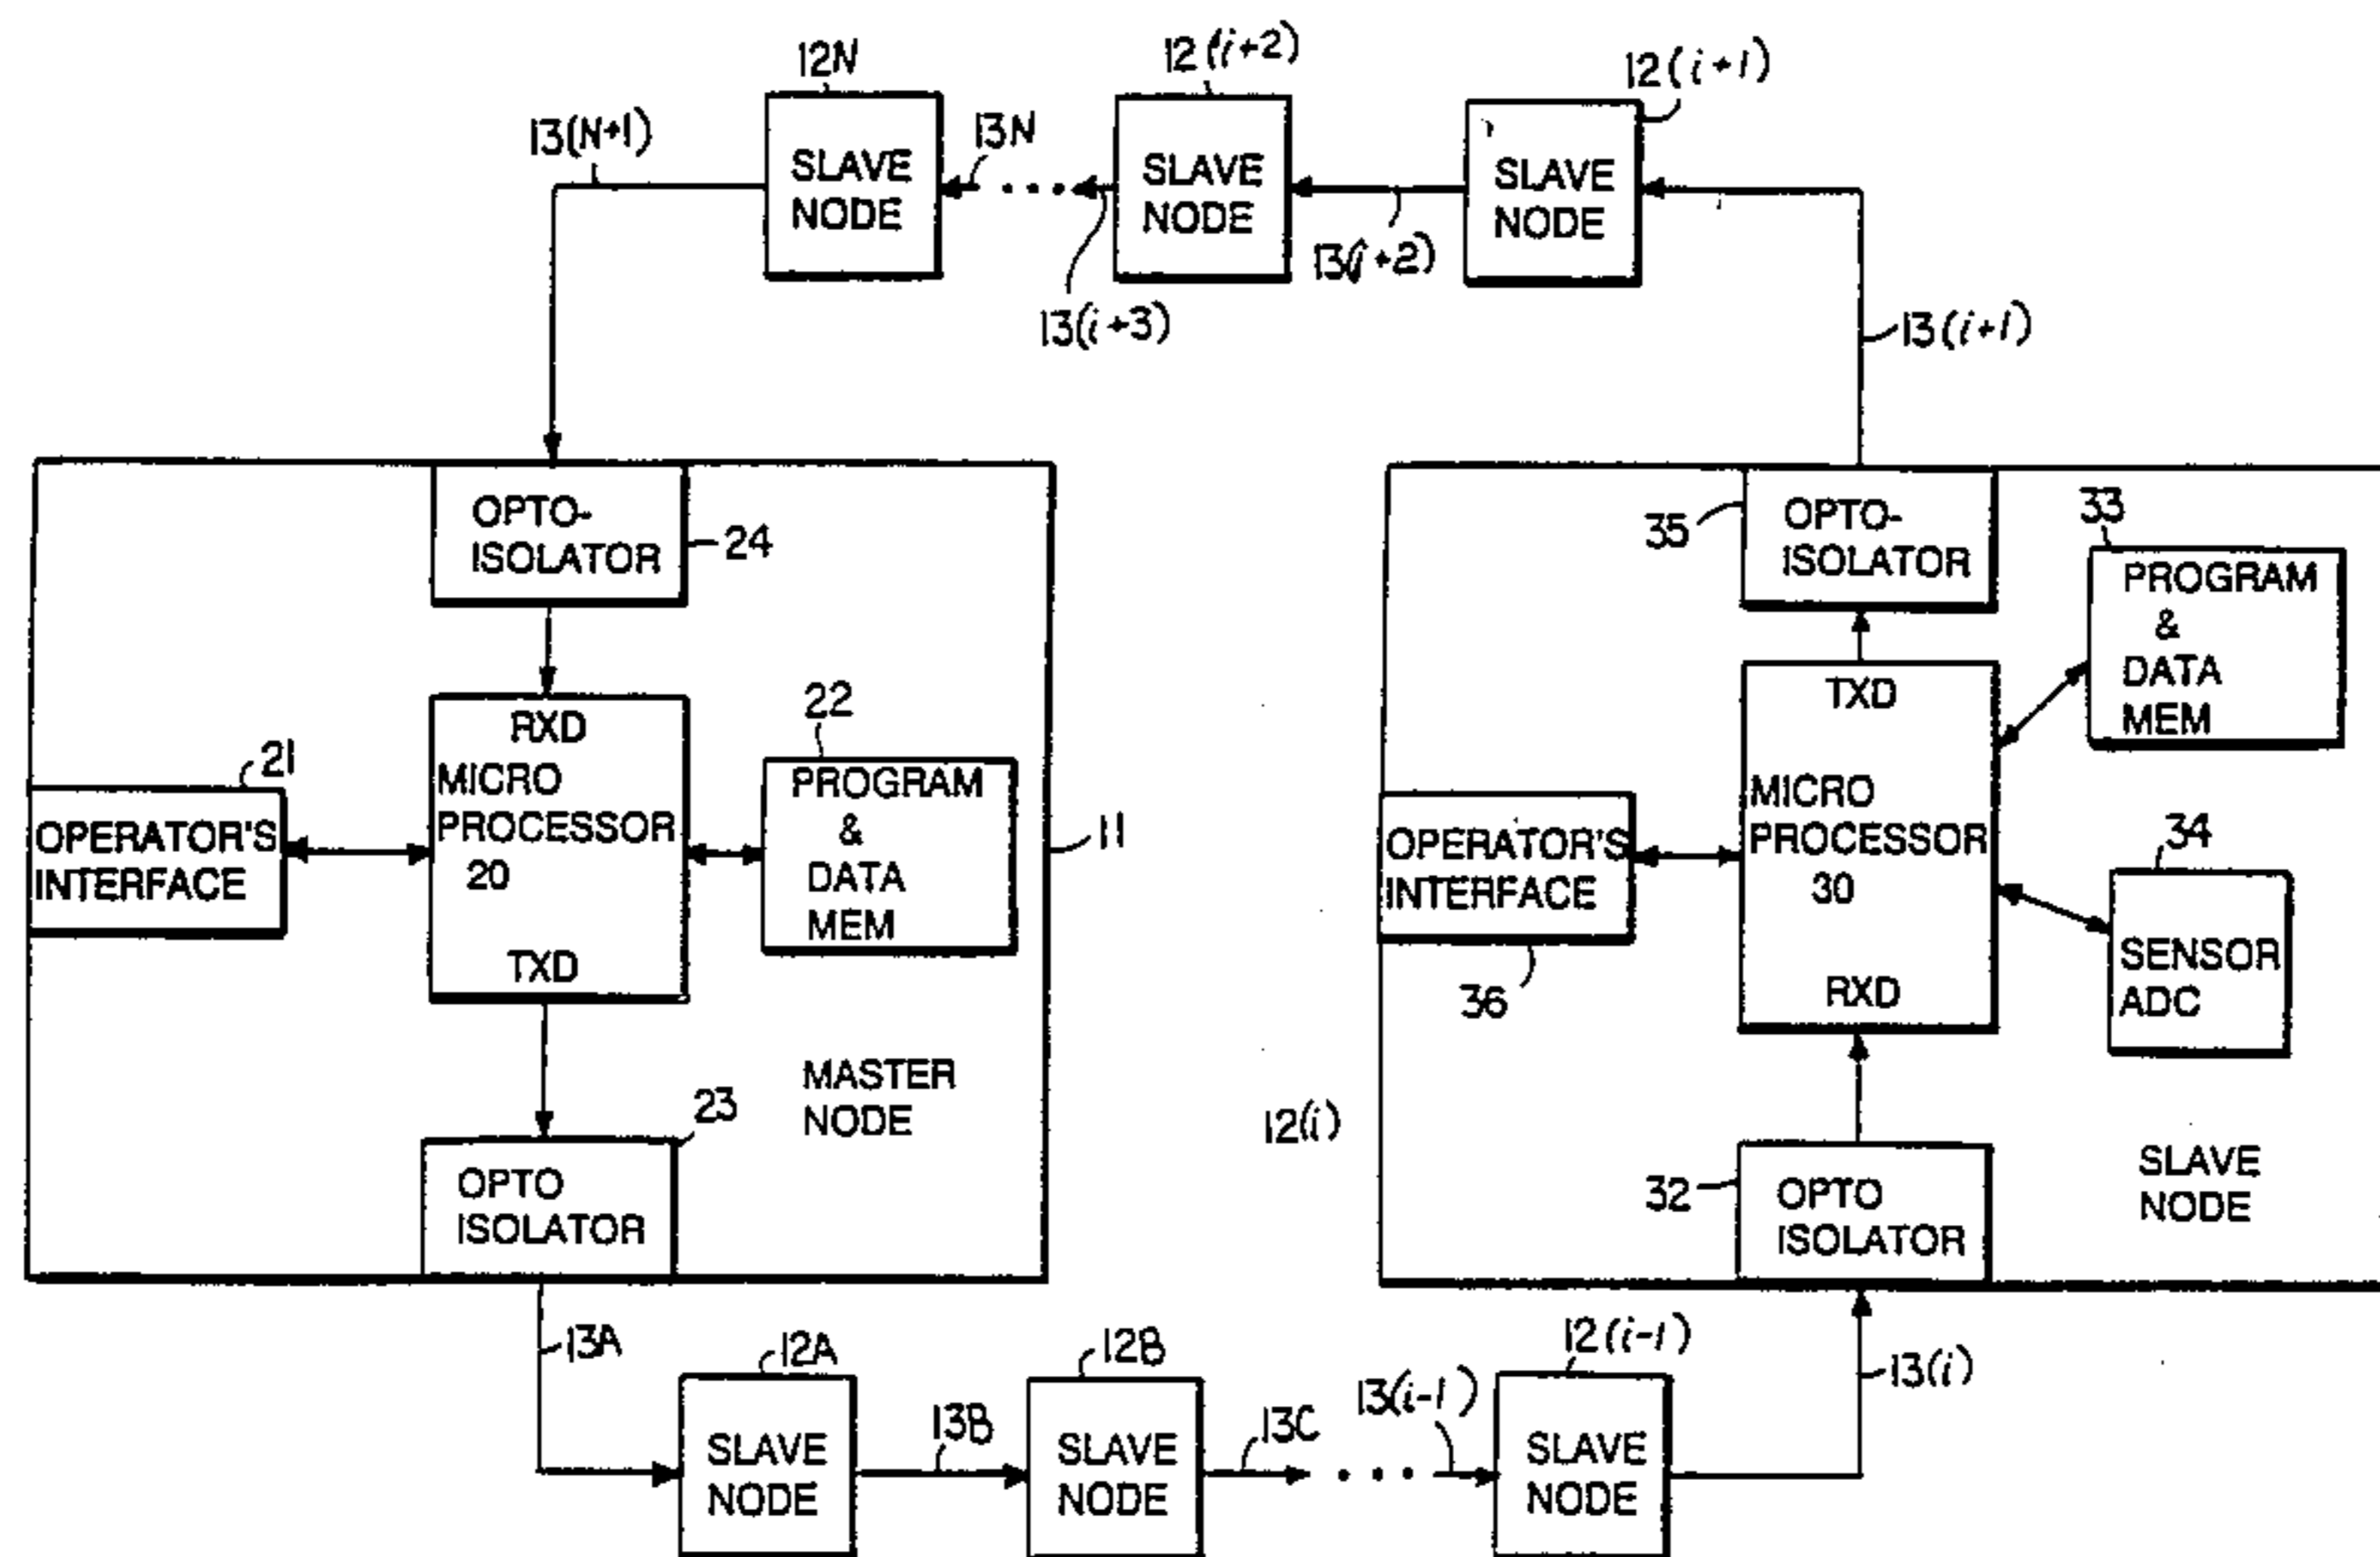 12N
12(i+2)
12(i+1)
13(N+1)
13N
SLAVE
NODE
SLAVE
NODE
SLAVE
NODE
13(i+3)
13(i+2)
13(i+1)
OPTO-
ISOLATOR
24
RXD
MICRO
PROCESSOR
20
TXD
21
OPERATOR'S
INTERFACE
22
PROGRAM
&
DATA
MEM
11
MASTER
NODE
23
OPTO
ISOLATOR
35
OPTO-
ISOLATOR
33
PROGRAM
&
DATA
MEM
TXD
MICRO
PROCESSOR
30
RXD
OPERATOR'S
INTERFACE
36
34
SENSOR
ADC
12(i)
32
OPTO
ISOLATOR
SLAVE
NODE
13A
12A
SLAVE
NODE
13B
12B
SLAVE
NODE
13C
13(i-1)
12(i-1)
SLAVE
NODE
13(i)